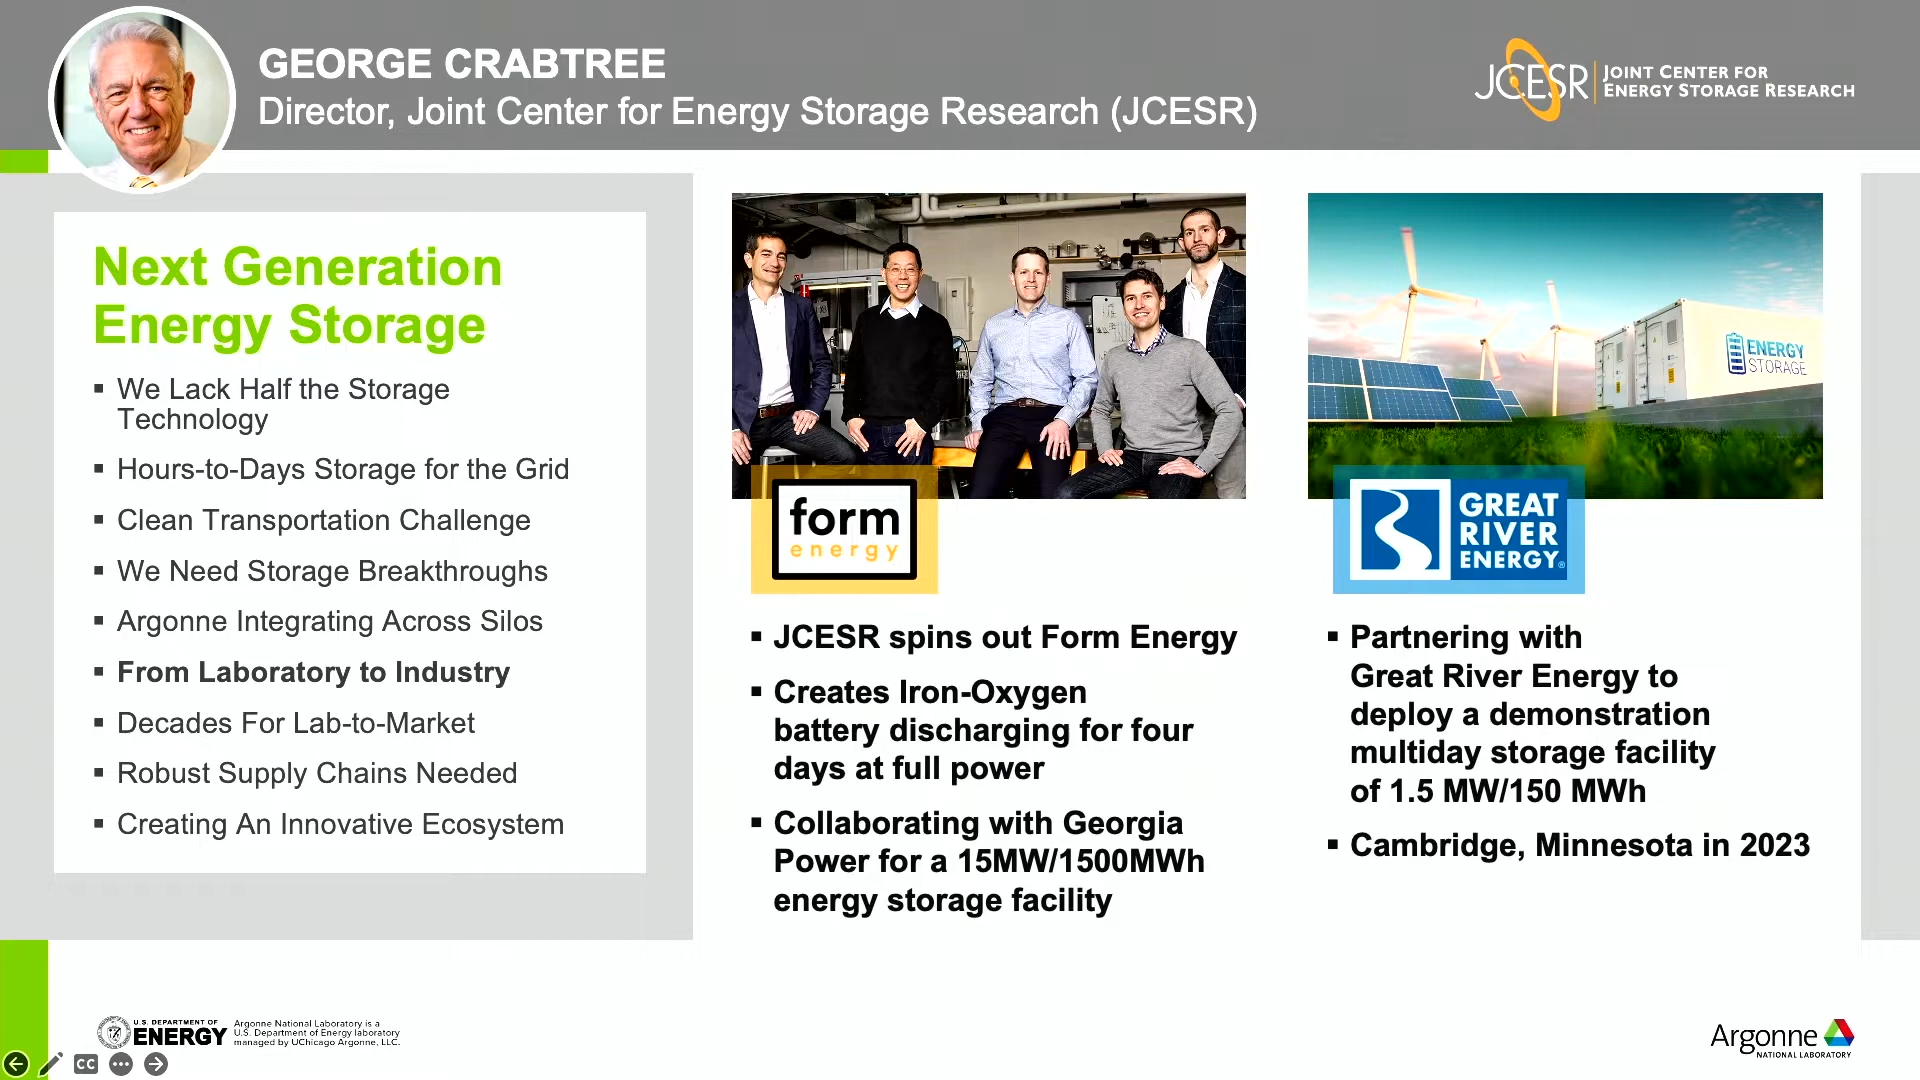 GEORGE CRABTREE
Director, Joint Center for Energy Storage Research (JCESR)
JCESR
JOINT CENTER FOR
ENERGY STORAGE RESEARCH
Next Generation
Energy Storage
▪ We Lack Half the Storage
Technology
▪ Hours-to-Days Storage for the Grid
▪ Clean Transportation Challenge
▪ We Need Storage Breakthroughs
▪ Argonne Integrating Across Silos
▪ From Laboratory to Industry
▪ Decades For Lab-to-Market
▪ Robust Supply Chains Needed
▪ Creating An Innovative Ecosystem
form
energy
▪ JCESR spins out Form Energy
▪ Creates Iron-Oxygen
battery discharging for four
days at full power
▪ Collaborating with Georgia
Power for a 15MW/1500MWh
energy storage facility
ENERGY
STORAGE
GREAT
RIVER
ENERGY®
▪ Partnering with
Great River Energy to
deploy a demonstration
multiday storage facility
of 1.5 MW/150 MWh
▪ Cambridge, Minnesota in 2023
U.S. DEPARTMENT OF
ENERGY
Argonne National Laboratory is a
U.S. Department of Energy laboratory
managed by UChicago Argonne, LLC.
CC
Argonne
NATIONAL LABORATORY